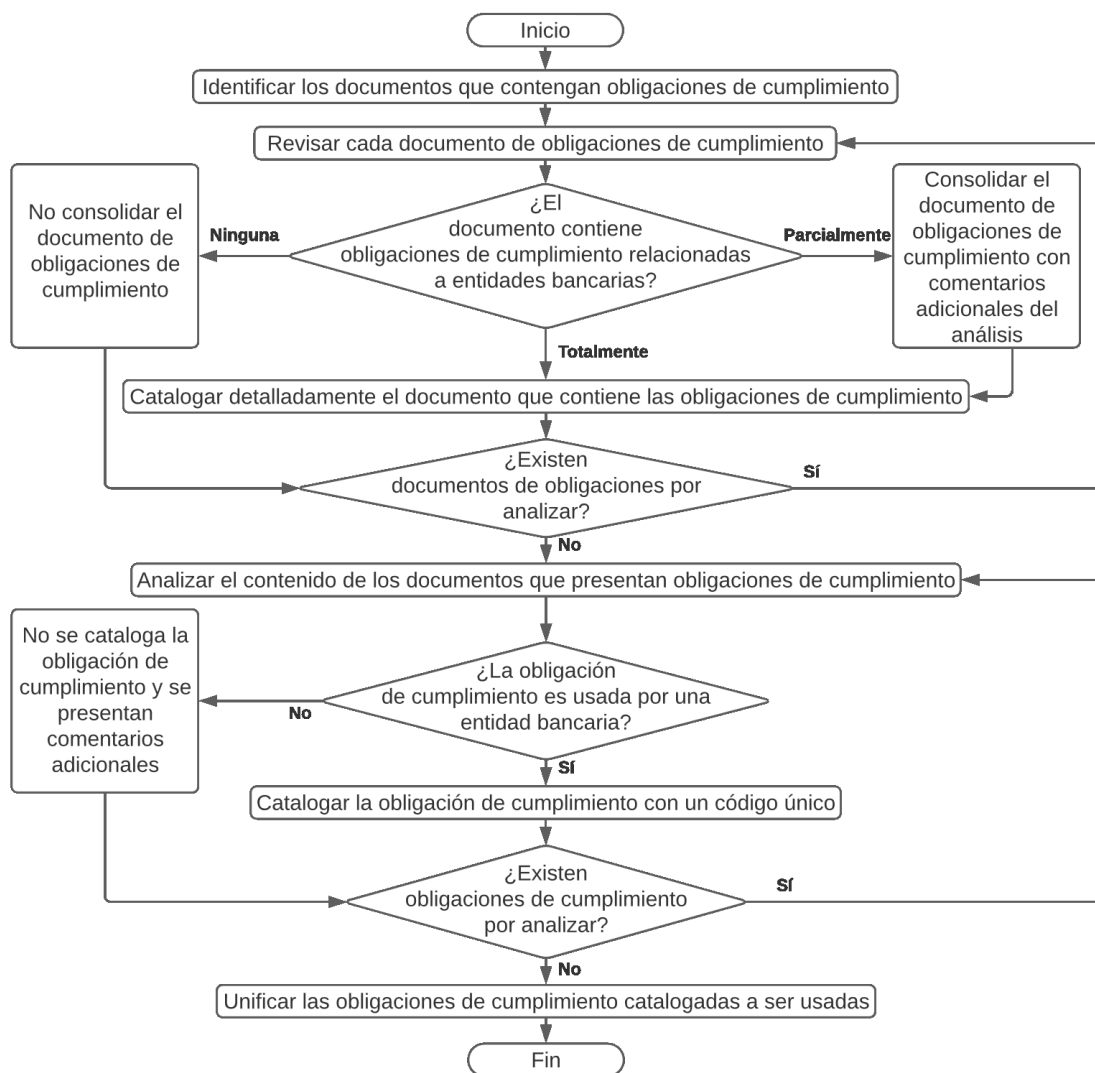 Inicio
Identificar los documentos que contengan obligaciones de cumplimiento
Revisar cada documento de obligaciones de cumplimiento
¿El
documento contiene
obligaciones de cumplimiento relacionadas
a entidades bancarias?
Ninguna
No consolidar el
documento de
obligaciones de
cumplimiento
Parcialmente
Consolidar el
documento de
obligaciones de
cumplimiento con
comentarios
adicionales del
análisis
Totalmente
Catalogar detalladamente el documento que contiene las obligaciones de cumplimiento
¿Existen
documentos de obligaciones por
analizar?
Sí
No
Analizar el contenido de los documentos que presentan obligaciones de cumplimiento
¿La obligación
de cumplimiento es usada por una
entidad bancaria?
No
No se cataloga la
obligación de
cumplimiento y se
presentan
comentarios
adicionales
Sí
Catalogar la obligación de cumplimiento con un código único
¿Existen
obligaciones de cumplimiento
por analizar?
Sí
No
Unificar las obligaciones de cumplimiento catalogadas a ser usadas
Fin